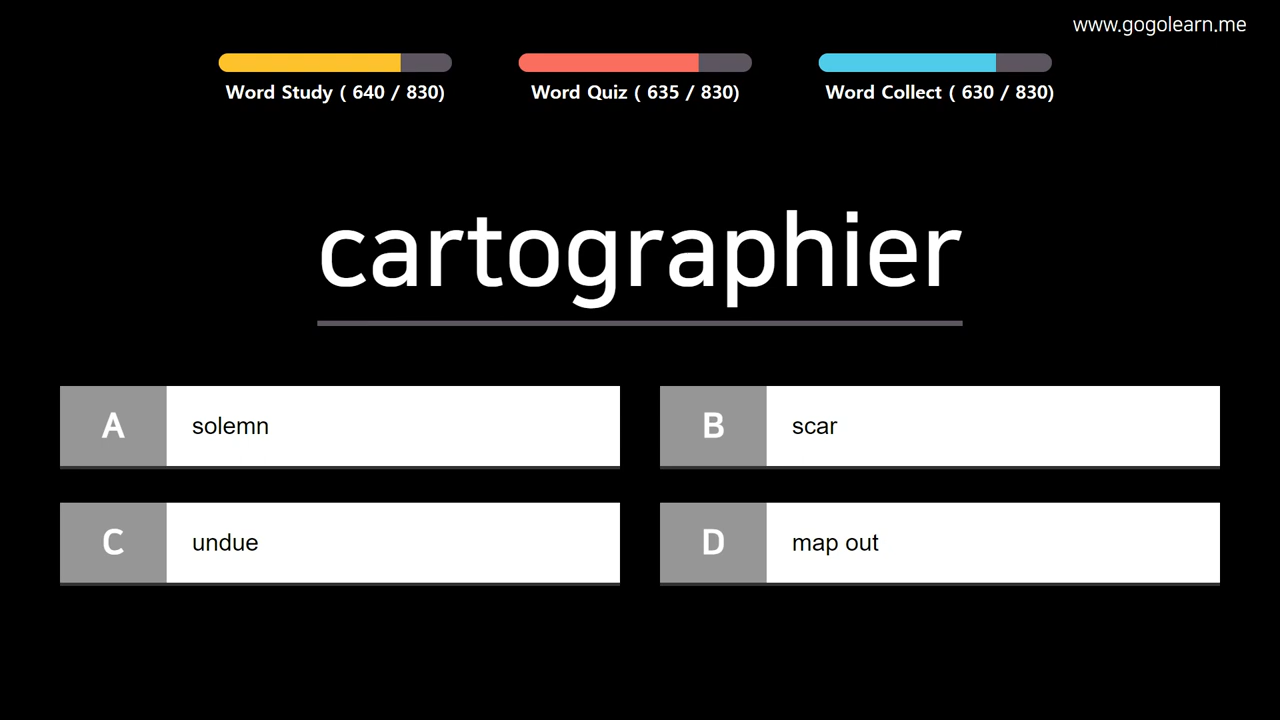 www.gogolearn.me
Word Study ( 640 / 830)
Word Quiz ( 635 / 830)
Word Collect ( 630 / 830)
cartographier
A solemn
B scar
C undue
D map out